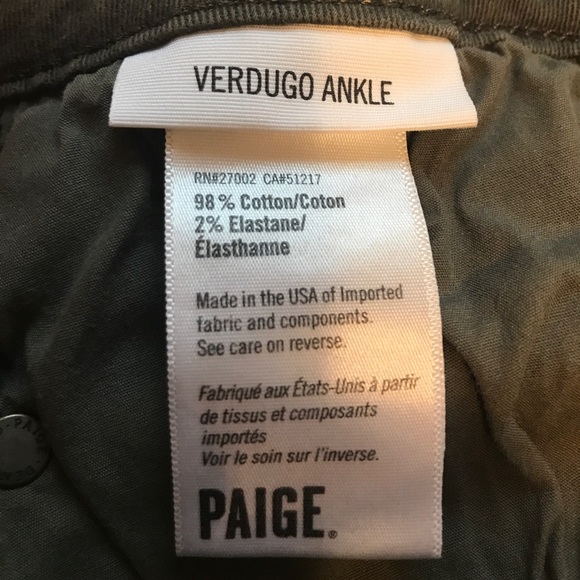 VERDUGO ANKLE
RN#27002 CA#51217
98% Cotton/Coton
2% Elastane/
Élasthanne
Made in the USA of Imported
fabric and components.
See care on reverse.
Fabriqué aux États-Unis à partir
de tissus et composants
importés
Voir le soin sur l'inverse.
PAIGE®
PAIGE